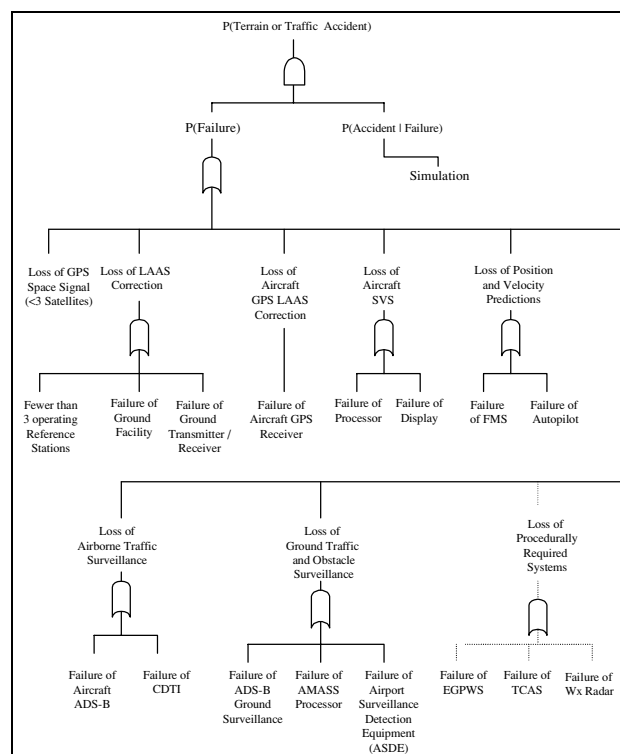 P(Terrain or Traffic Accident)
P(Failure)
P(Accident | Failure)
Simulation
Loss of GPS
Space Signal
(<3 Satellites)
Loss of LAAS
Correction
Loss of
Aircraft
GPS LAAS
Correction
Loss of
Aircraft
SVS
Loss of Position
and Velocity
Predictions
Fewer than
3 operating
Reference
Stations
Failure of
Ground
Facility
Failure of
Ground
Transmitter /
Receiver
Failure of
Aircraft GPS
Receiver
Failure of
Processor
Failure of
Display
Failure
of FMS
Failure of
Autopilot
Loss of
Airborne Traffic
Surveillance
Loss of
Ground Traffic
and Obstacle
Surveillance
Loss of
Procedurally
Required
Systems
Failure of
Aircraft
ADS-B
Failure of
CDTI
Failure of
ADS-B
Ground
Surveillance
Failure of
AMASS
Processor
Failure of
Airport
Surveillance
Detection
Equipment
(ASDE)
Failure of
EGPWS
Failure of
TCAS
Failure of
Wx Radar